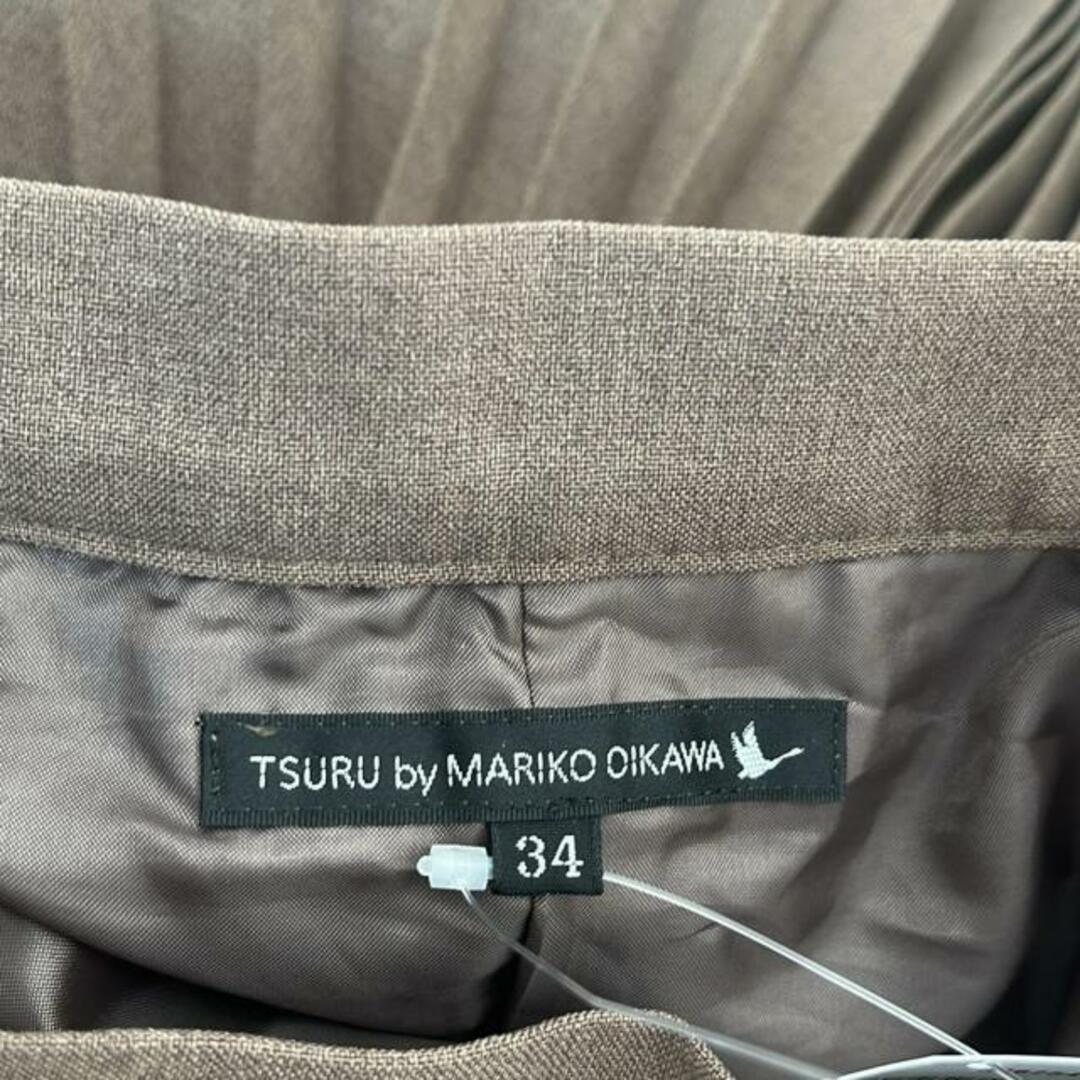 TSURU by MARIKO OIKAWA
34